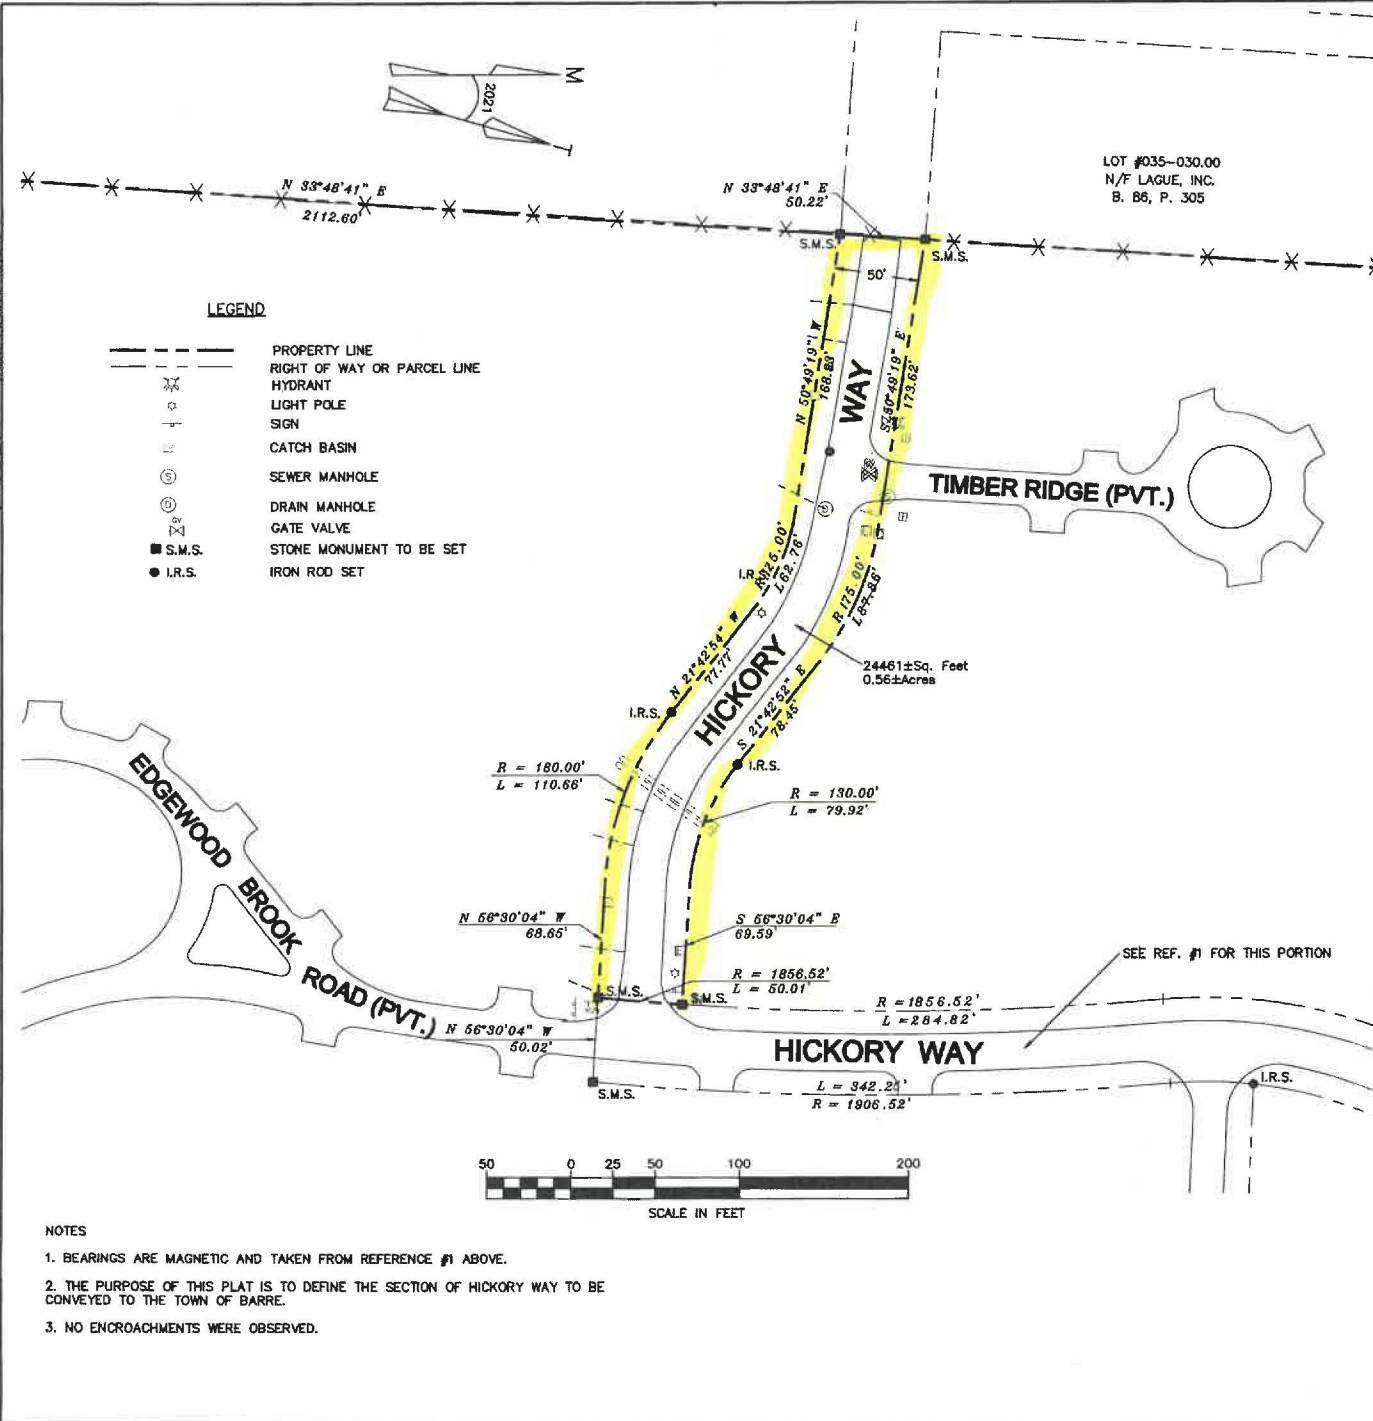 M
2021
T
LOT #035-030.00
N/F LAGUE, INC.
B. 86, P. 305
N 33°48'41" E
2112.60'
N 33°48'41" E
50.22'
S.M.S.
S.M.S.
50'
LEGEND
PROPERTY LINE
RIGHT OF WAY OR PARCEL LINE
HYDRANT
LIGHT POLE
SIGN
CATCH BASIN
S SEWER MANHOLE
D DRAIN MANHOLE
GV GATE VALVE
S.M.S. STONE MONUMENT TO BE SET
I.R.S. IRON ROD SET
N 50°49'19" W
168.83'
WAY
S 50°49'19" E
173.62'
TIMBER RIDGE (PVT.)
I.R.S.
R 125.00'
L 62.76'
R 175.00'
L 87.86'
24461±Sq. Feet
0.56±Acres
N 21°42'54" W
77.77'
HICKORY
S 21°42'52" E
78.45'
I.R.S.
I.R.S.
R = 180.00'
L = 110.66'
R = 130.00'
L = 79.92'
EDGEWOOD BROOK ROAD (PVT.)
N 56°30'04" W
68.65'
S 56°30'04" E
69.59'
R = 1856.52'
L = 50.01'
S.M.S.
S.M.S.
SEE REF. #1 FOR THIS PORTION
R = 1856.52'
L = 284.82'
N 56°30'04" W
50.02'
HICKORY WAY
S.M.S.
L = 342.25'
R = 1906.52'
I.R.S.
50 0 25 50 100 200
SCALE IN FEET
NOTES
1. BEARINGS ARE MAGNETIC AND TAKEN FROM REFERENCE #1 ABOVE.
2. THE PURPOSE OF THIS PLAT IS TO DEFINE THE SECTION OF HICKORY WAY TO BE
CONVEYED TO THE TOWN OF BARRE.
3. NO ENCROACHMENTS WERE OBSERVED.